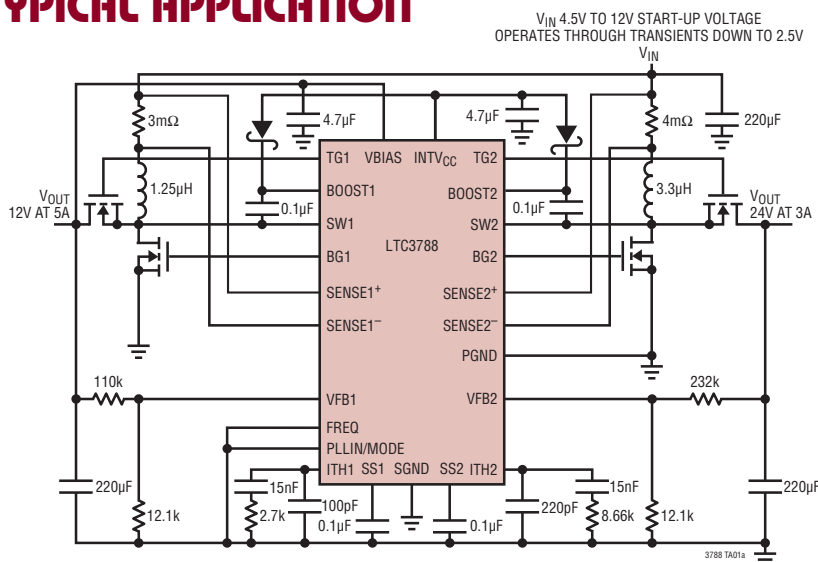 TYPICAL APPLICATION
VIN 4.5V TO 12V START-UP VOLTAGE
OPERATES THROUGH TRANSIENTS DOWN TO 2.5V
VIN
3mΩ
4.7µF
4.7µF
4mΩ
220µF
TG1 VBIAS INTVCC TG2
1.25µH
3.3µH
VOUT
12V AT 5A
BOOST1
BOOST2
VOUT
24V AT 3A
0.1µF
0.1µF
SW1
SW2
LTC3788
BG1
BG2
SENSE1+
SENSE2+
SENSE1–
SENSE2–
PGND
110k
232k
VFB1
VFB2
FREQ
PLLIN/MODE
ITH1 SS1 SGND SS2 ITH2
220µF
15nF
15nF
220µF
100pF
220pF
12.1k
2.7k
0.1µF
0.1µF
8.66k
12.1k
3788 TA01a